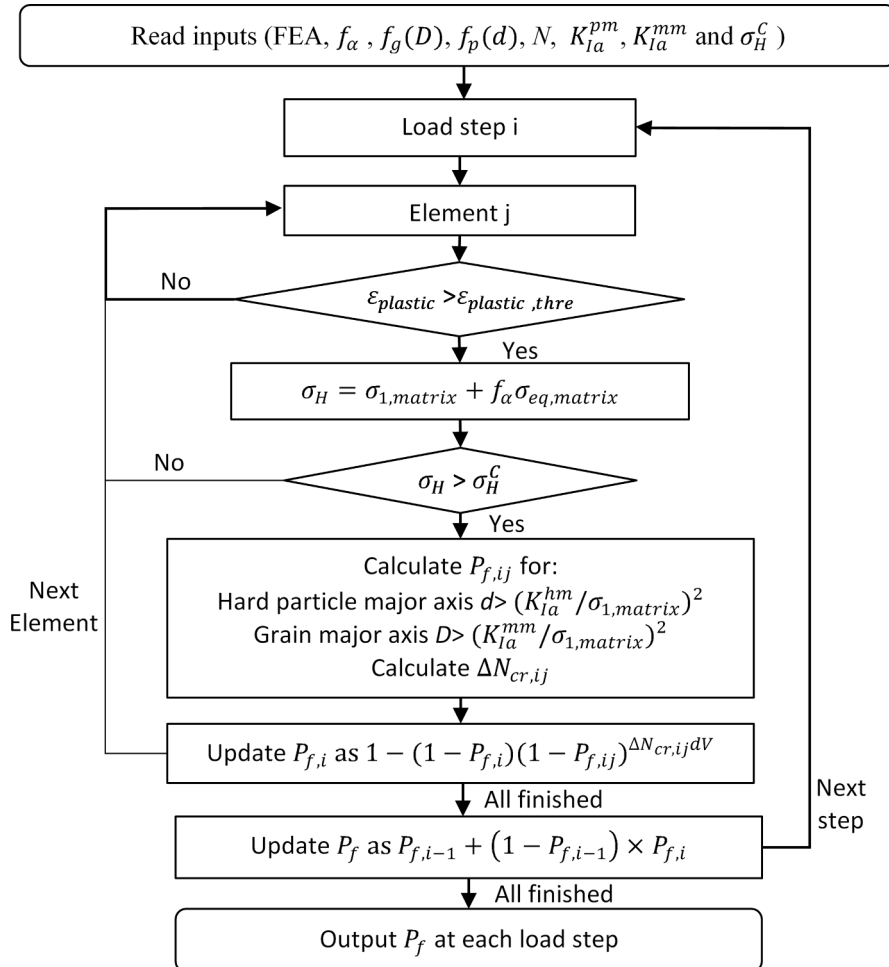 Read inputs (FEA, $f_\alpha$ , $f_g(D)$, $f_p(d)$, $N$, $K_{Ia}^{pm}$, $K_{Ia}^{mm}$ and $\sigma_H^C$ )
Load step i
Element j
No
$\varepsilon_{plastic} > \varepsilon_{plastic\,,thre}$
Yes
$\sigma_H = \sigma_{1,matrix} + f_\alpha \sigma_{eq,matrix}$
No
$\sigma_H > \sigma_H^C$
Yes
Calculate $P_{f,ij}$ for:
Hard particle major axis $d$> $(K_{Ia}^{hm}/\sigma_{1,matrix})^2$
Grain major axis $D$> $(K_{Ia}^{mm}/\sigma_{1,matrix})^2$
Calculate $\Delta N_{cr,ij}$
Next
Element
Update $P_{f,i}$ as $1 - (1 - P_{f,i})(1 - P_{f,ij})^{\Delta N_{cr,ij} dV}$
All finished
Next
step
Update $P_f$ as $P_{f,i-1} + (1 - P_{f,i-1}) \times P_{f,i}$
All finished
Output $P_f$ at each load step